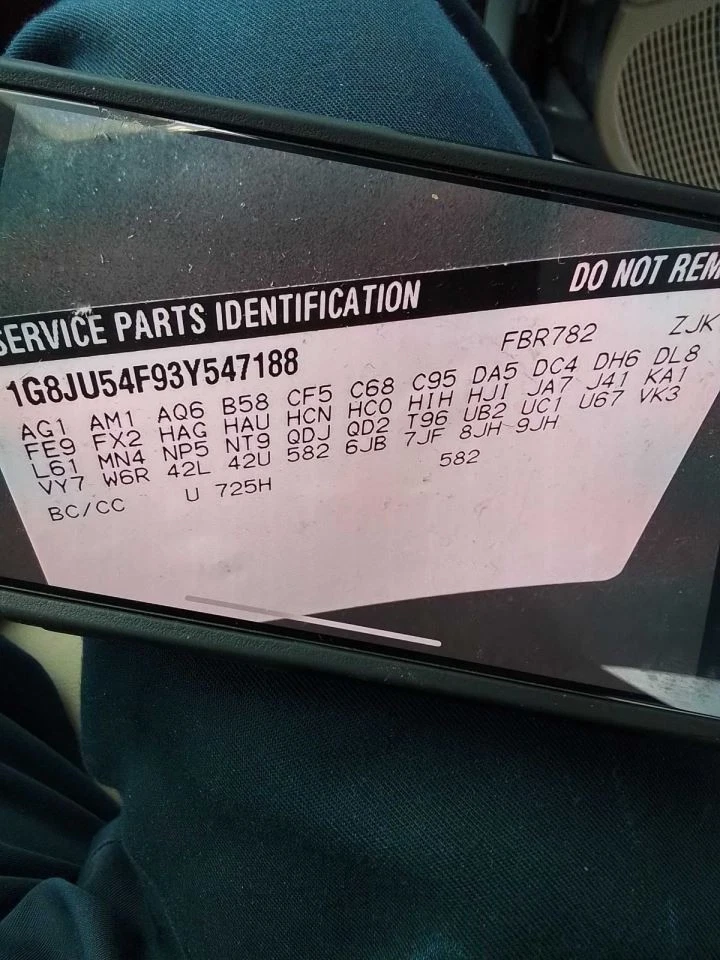 SERVICE PARTS IDENTIFICATION DO NOT REM
1G8JU54F93Y547188 FBR782 ZJK
AG1 AM1 AQ6 B58 CF5 C68 C95 DA5 DC4 DH6 DL8
FE9 FX2 HAG HAU HCN HCO HIH HJI JA7 J41 KA1
L61 MN4 NP5 NT9 QDJ QD2 T96 UB2 UC1 U67 VK3
VY7 W6R 42L 42U 582 6JB 7JF 8JH 9JH
BC/CC U 725H 582